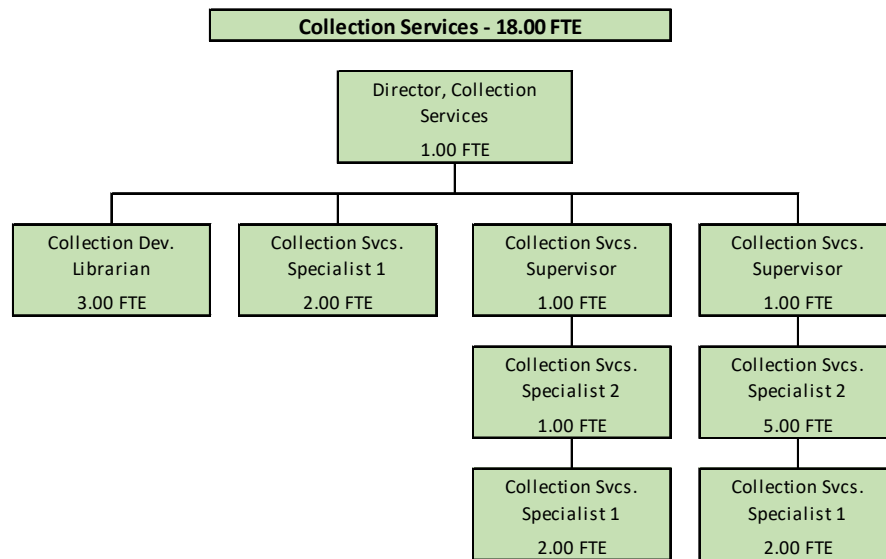 Collection Services - 18.00 FTE
Director, Collection
Services
1.00 FTE
Collection Dev.
Librarian
3.00 FTE
Collection Svcs.
Specialist 1
2.00 FTE
Collection Svcs.
Supervisor
1.00 FTE
Collection Svcs.
Supervisor
1.00 FTE
Collection Svcs.
Specialist 2
1.00 FTE
Collection Svcs.
Specialist 2
5.00 FTE
Collection Svcs.
Specialist 1
2.00 FTE
Collection Svcs.
Specialist 1
2.00 FTE